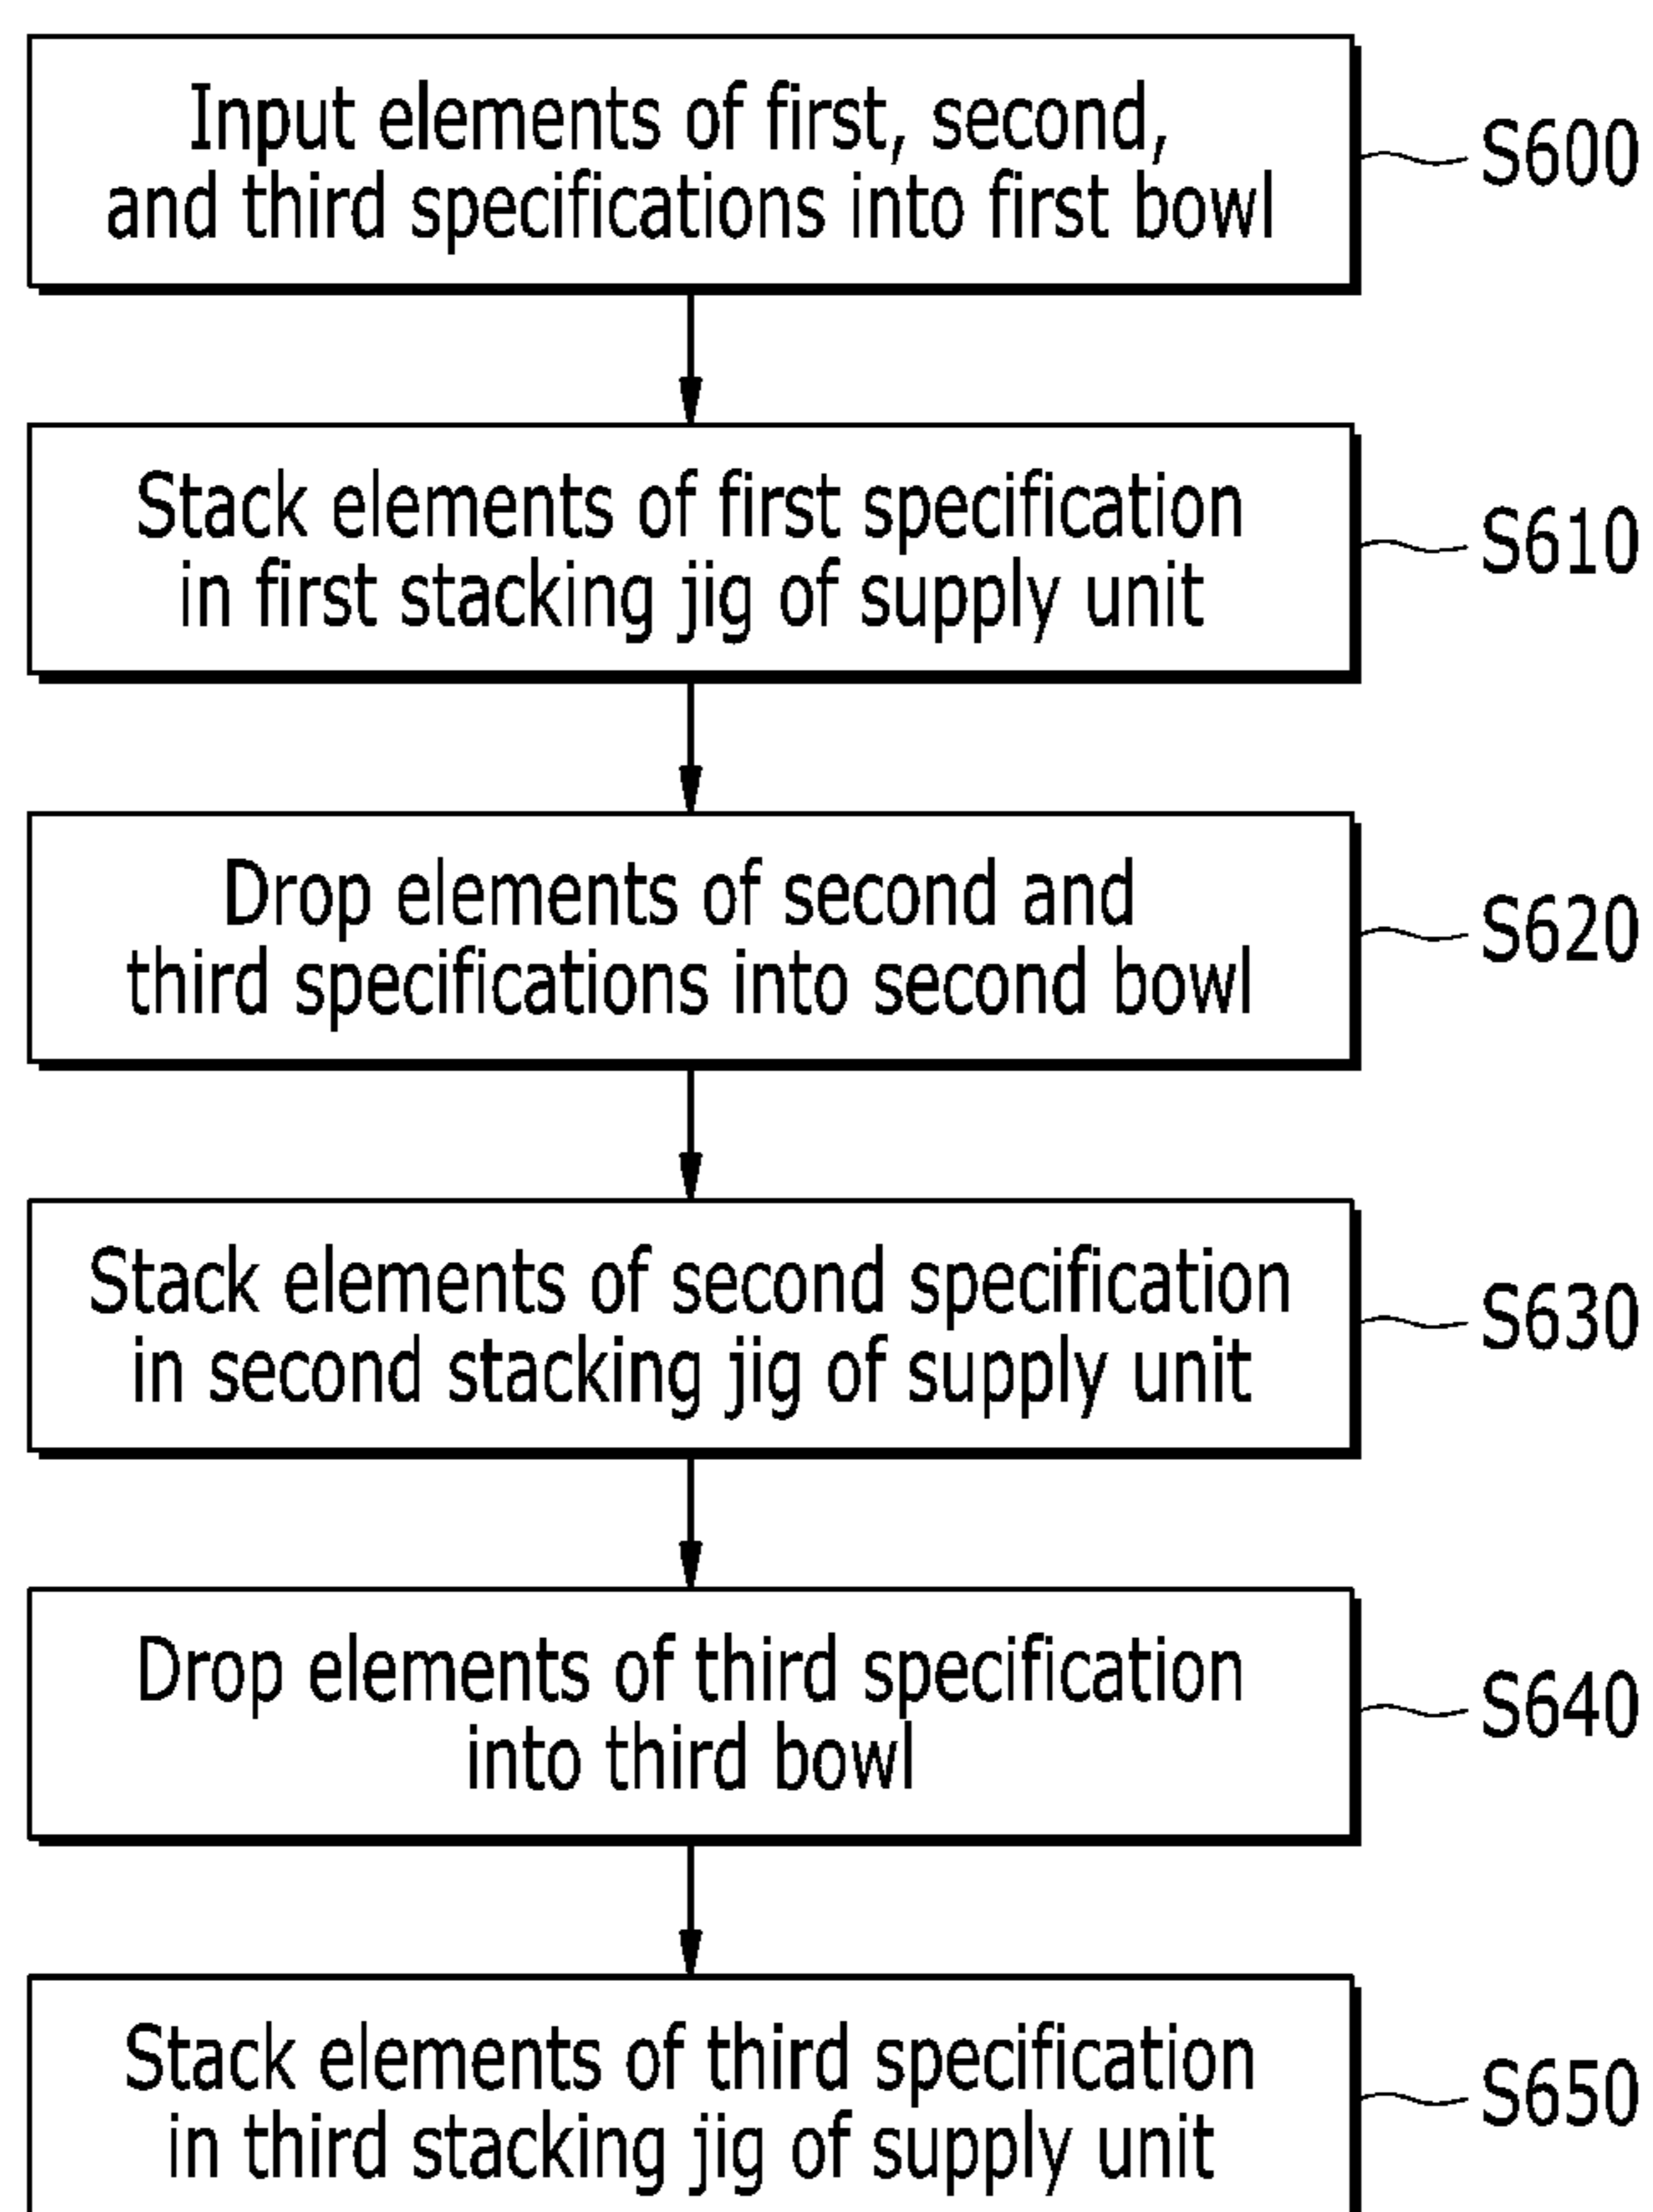 Input elements of first, second,
and third specifications into first bowl
S600
Stack elements of first specification
in first stacking jig of supply unit
S610
Drop elements of second and
third specifications into second bowl
S620
Stack elements of second specification
in second stacking jig of supply unit
S630
Drop elements of third specification
into third bowl
S640
Stack elements of third specification
in third stacking jig of supply unit
S650